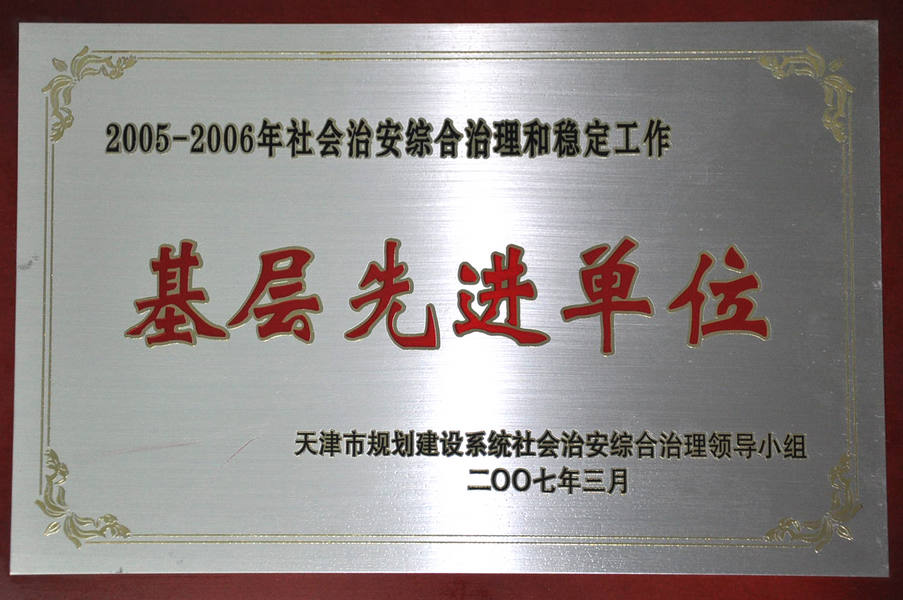 2005-2006年社会治安综合治理和稳定工作
基层先进单位
天津市规划建设系统社会治安综合治理领导小组
二〇〇七年三月